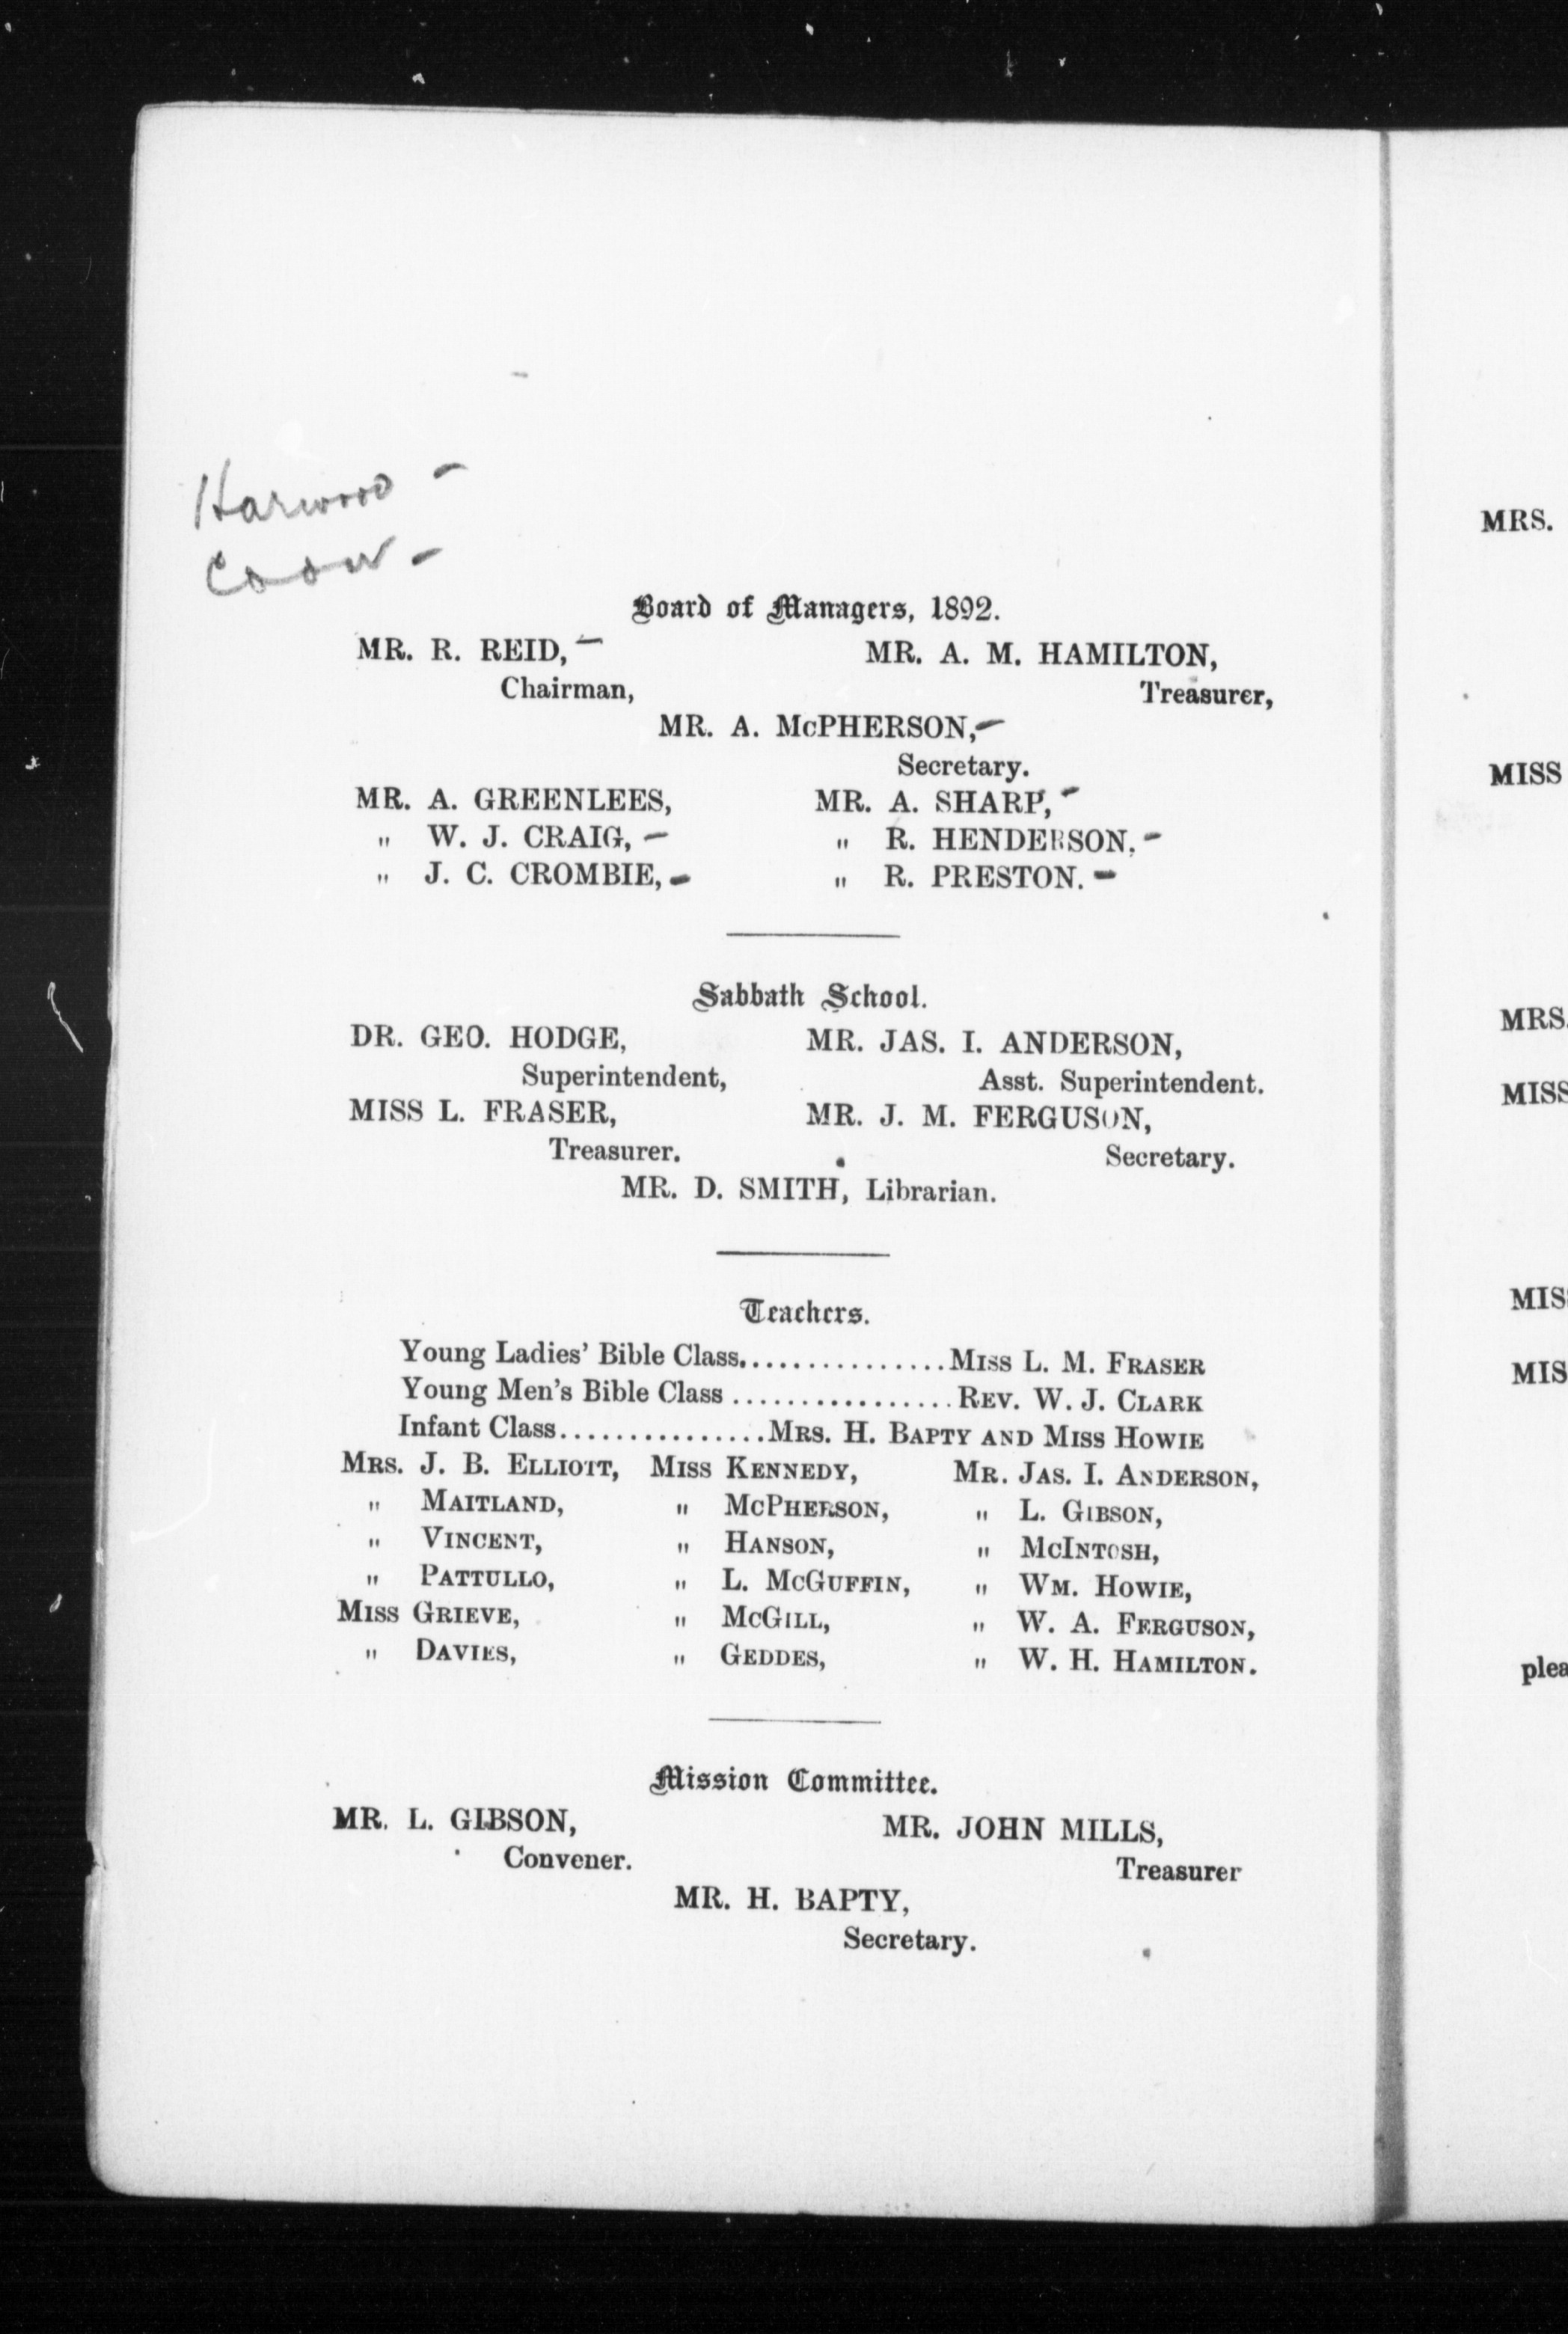 Harwood -
Board of Managers, 1892.
MR. R. REID, - MR. A. M. HAMILTON,
Chairman, Treasurer,
MR. A. McPHERSON, -
Secretary.
MR. A. GREENLEES, MR. A. SHARP, -
" W. J. CRAIG, - " R. HENDERSON. -
" J. C. CROMBIE, - " R. PRESTON. -
Sabbath School.
DR. GEO. HODGE, MR. JAS. I. ANDERSON,
Superintendent, Asst. Superintendent.
MISS L. FRASER, MR. J. M. FERGUSON,
Treasurer. Secretary.
MR. D. SMITH, Librarian.
Teachers.
Young Ladies' Bible Class................MISS L. M. FRASER
Young Men's Bible Class .................REV. W. J. CLARK
Infant Class................MRS. H. BAPTY AND MISS HOWIE
MRS. J. B. ELLIOTT, MISS KENNEDY, MR. JAS. I. ANDERSON,
" MAITLAND, " McPHERSON, " L. GIBSON,
" VINCENT, " HANSON, " McINTOSH,
" PATTULLO, " L. McGUFFIN, " WM. HOWIE,
MISS GRIEVE, " McGILL, " W. A. FERGUSON,
" DAVIES, " GEDDES, " W. H. HAMILTON.
Mission Committee.
MR. L. GIBSON, MR. JOHN MILLS,
Convener. Treasurer
MR. H. BAPTY,
Secretary.
MRS.
MISS
MRS.
MISS
MIS
MIS
plea